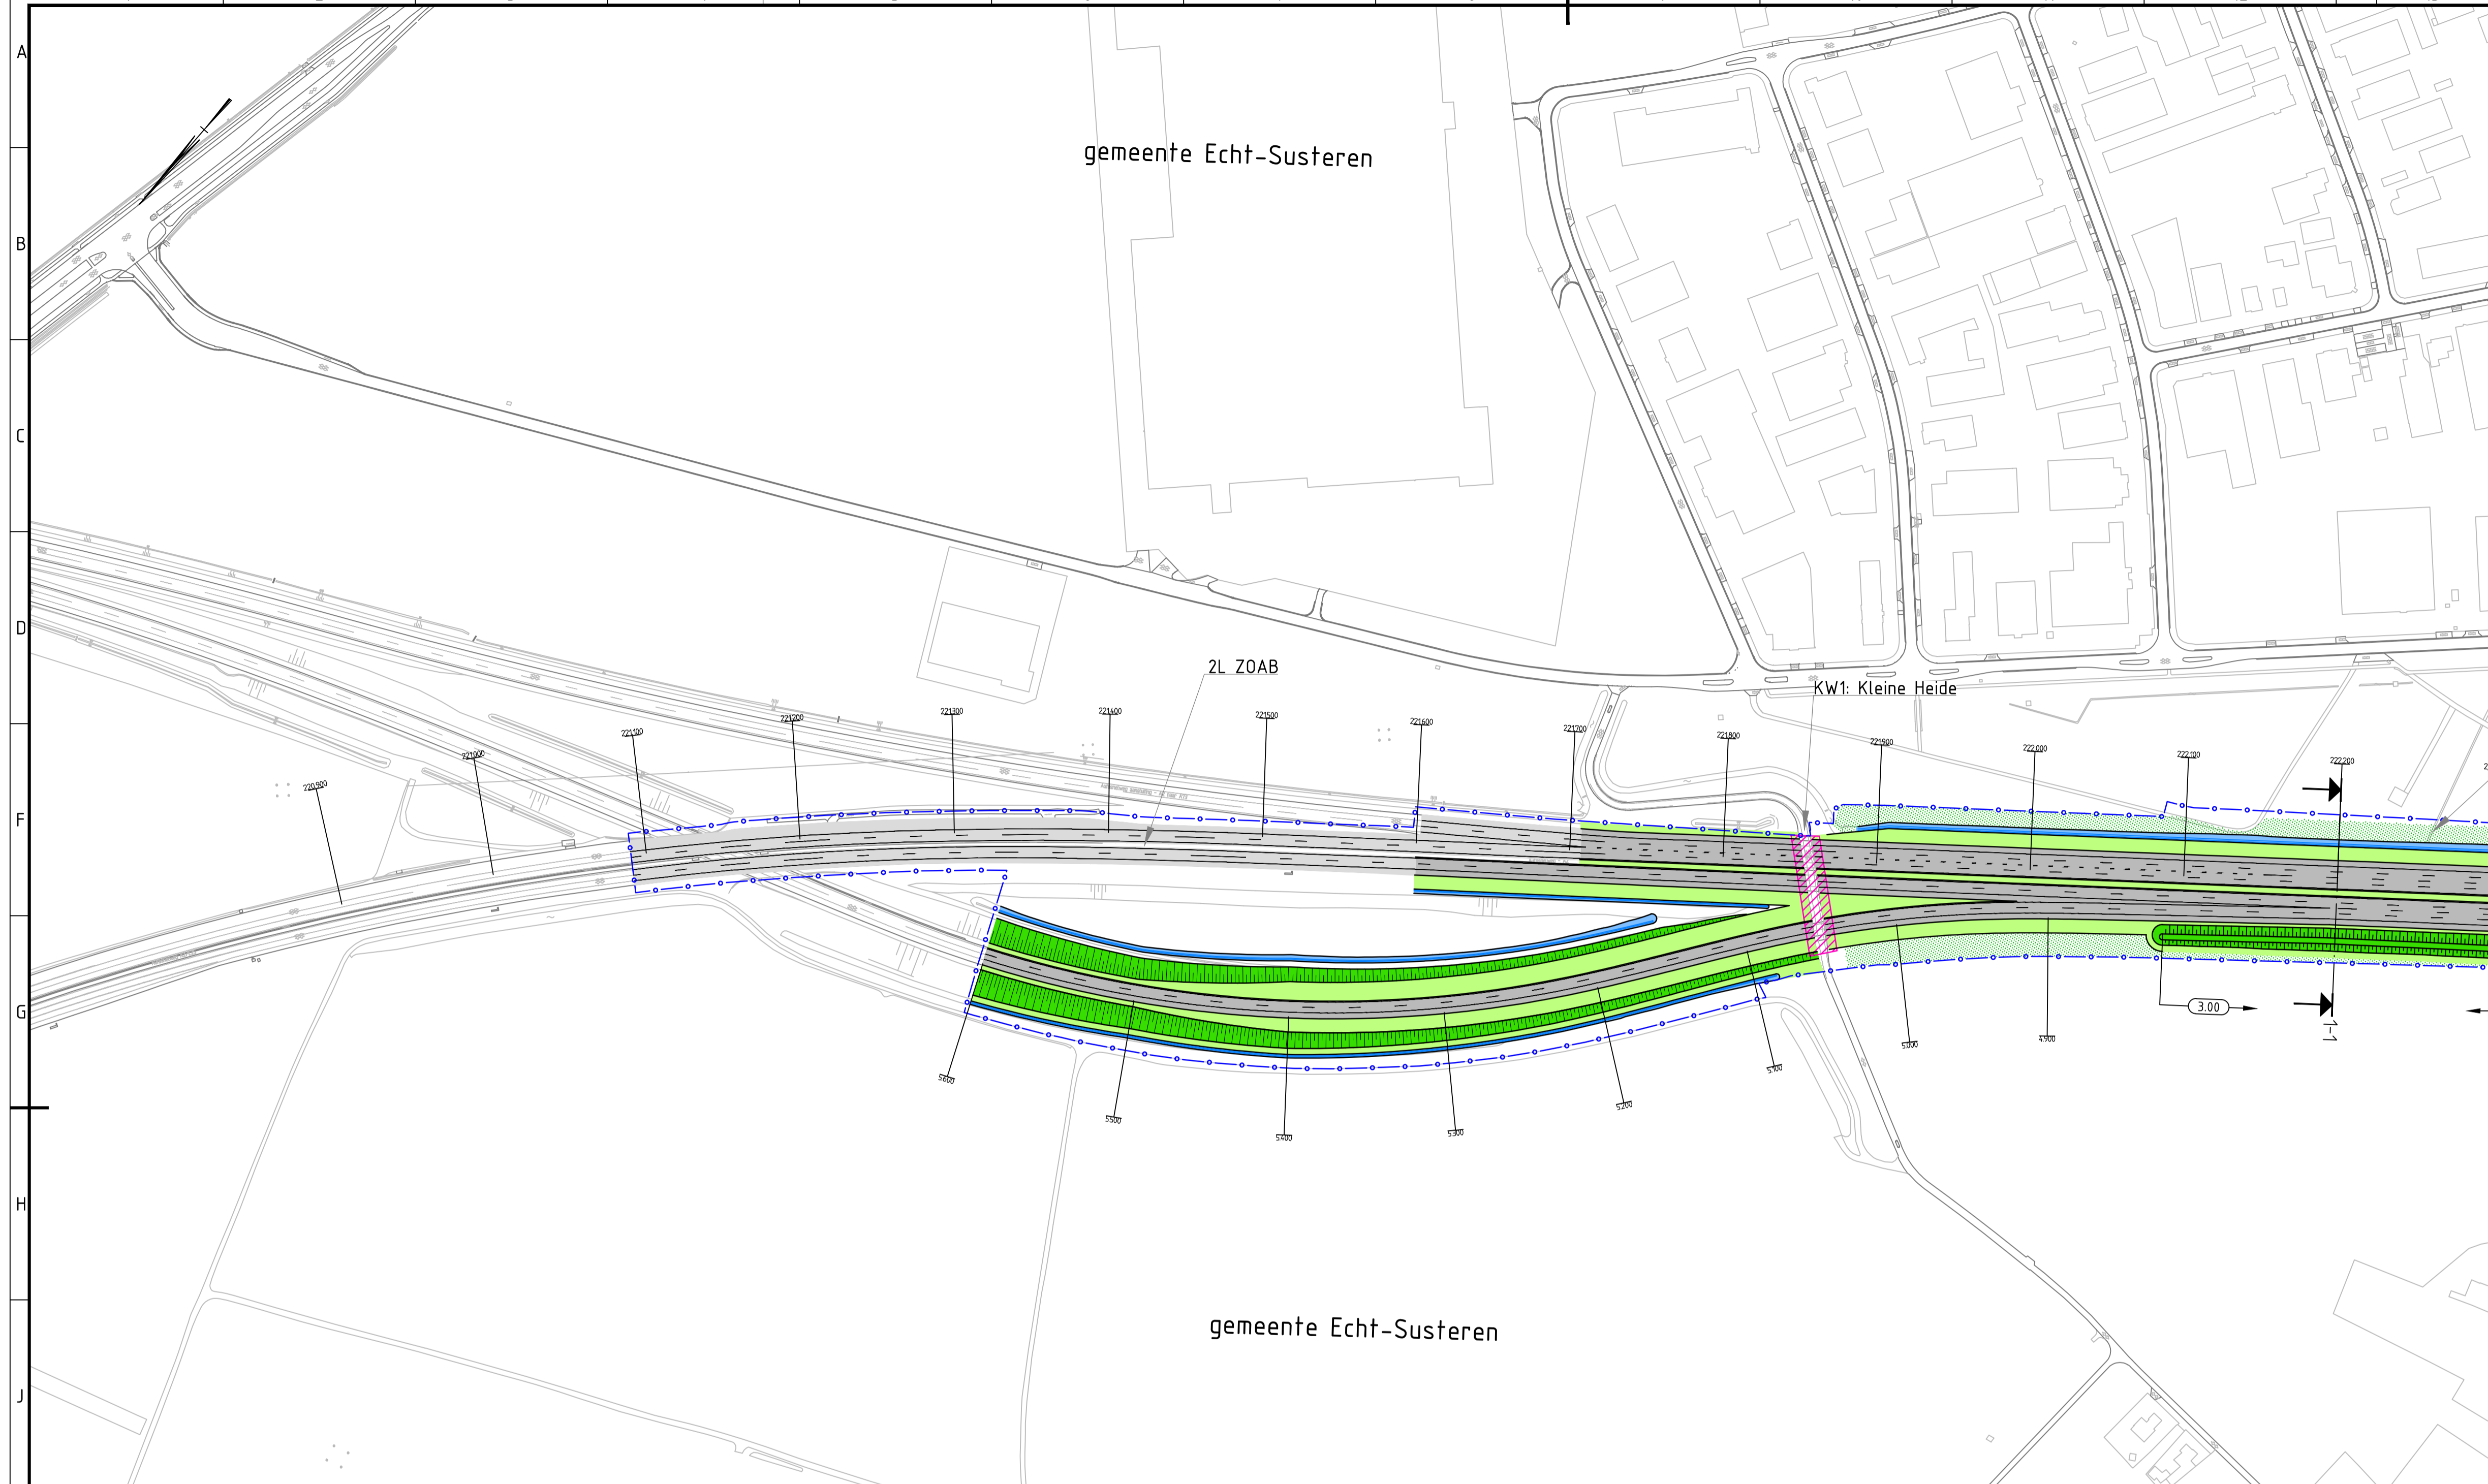 A
B
C
D
F
G
H
J
gemeente Echt-Susteren
2L ZOAB
KW1: Kleine Heide
220.900
221.000
221.100
221.200
221.300
221.400
221.500
221.600
221.700
221.800
221.900
222.000
222.100
222.200
5.600
5.500
5.400
5.300
5.200
5.100
5.000
4.900
3.00
1-1
gemeente Echt-Susteren